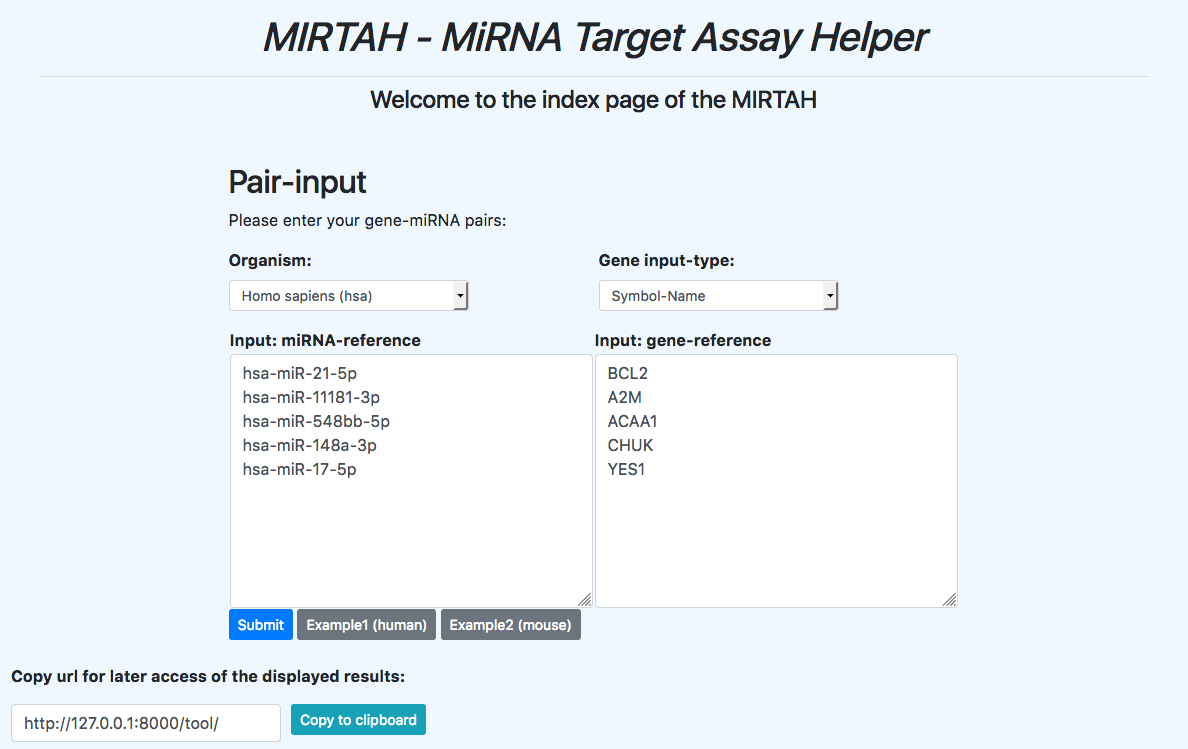 MIRTAH - MiRNA Target Assay Helper
Welcome to the index page of the MIRTAH
Pair-input
Please enter your gene-miRNA pairs:
Organism:
Gene input-type:
Homo sapiens (hsa)
Symbol-Name
Input: miRNA-reference
Input: gene-reference
hsa-miR-21-5p
hsa-miR-11181-3p
hsa-miR-548bb-5p
hsa-miR-148a-3p
hsa-miR-17-5p
BCL2
A2M
ACAA1
CHUK
YES1
Submit
Example1 (human)
Example2 (mouse)
Copy url for later access of the displayed results:
http://127.0.0.1:8000/tool/
Copy to clipboard